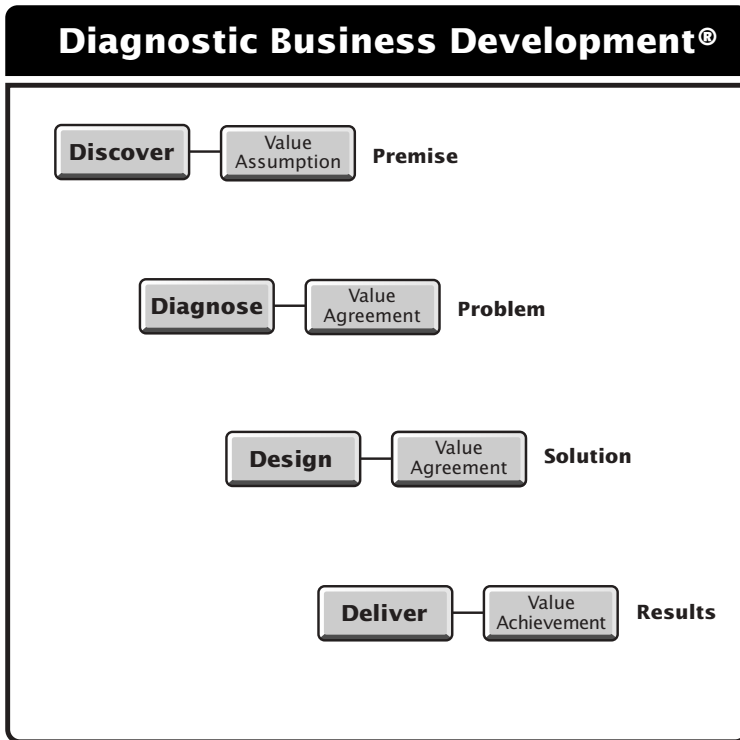 Diagnostic Business Development®
Discover
Value
Assumption
Premise
Diagnose
Value
Agreement
Problem
Design
Value
Agreement
Solution
Deliver
Value
Achievement
Results